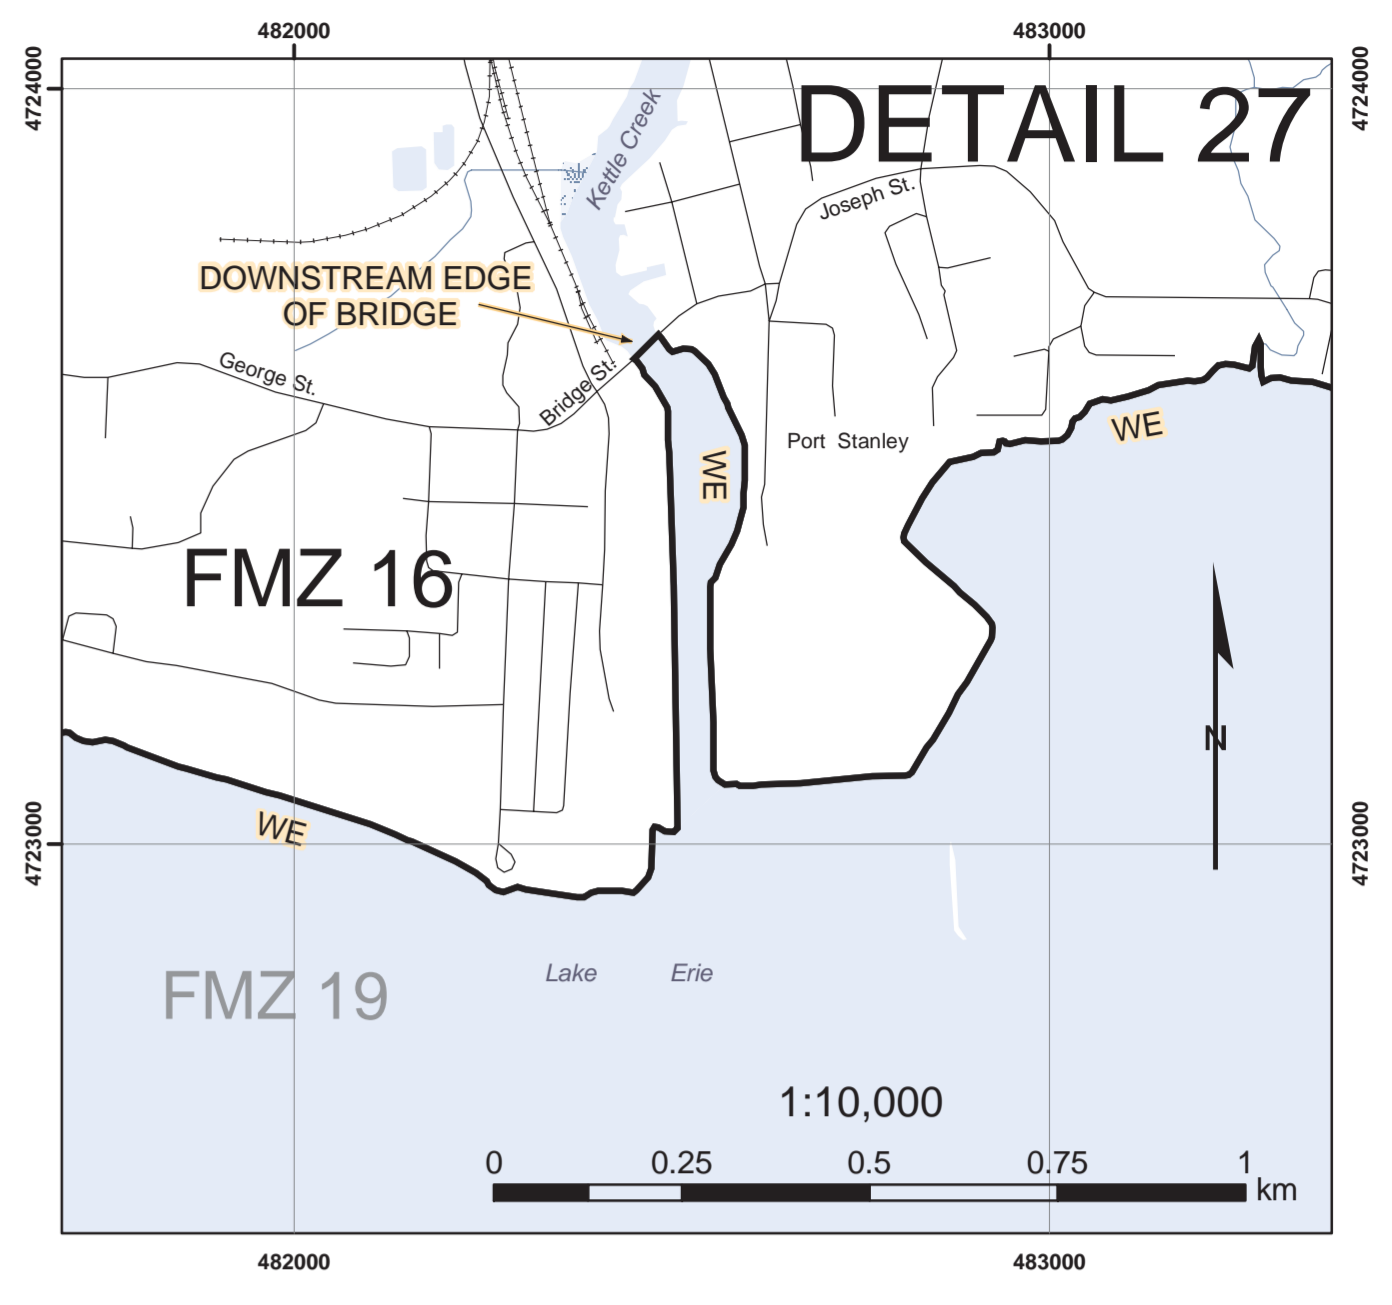 482000
483000
4724000
4724000
DETAIL 27
Kettle Creek
Joseph St.
DOWNSTREAM EDGE
OF BRIDGE
George St.
Bridge St.
WE
Port Stanley
WE
FMZ 16
N
WE
4723000
4723000
Lake Erie
FMZ 19
1:10,000
0 0.25 0.5 0.75 1
km
482000
483000